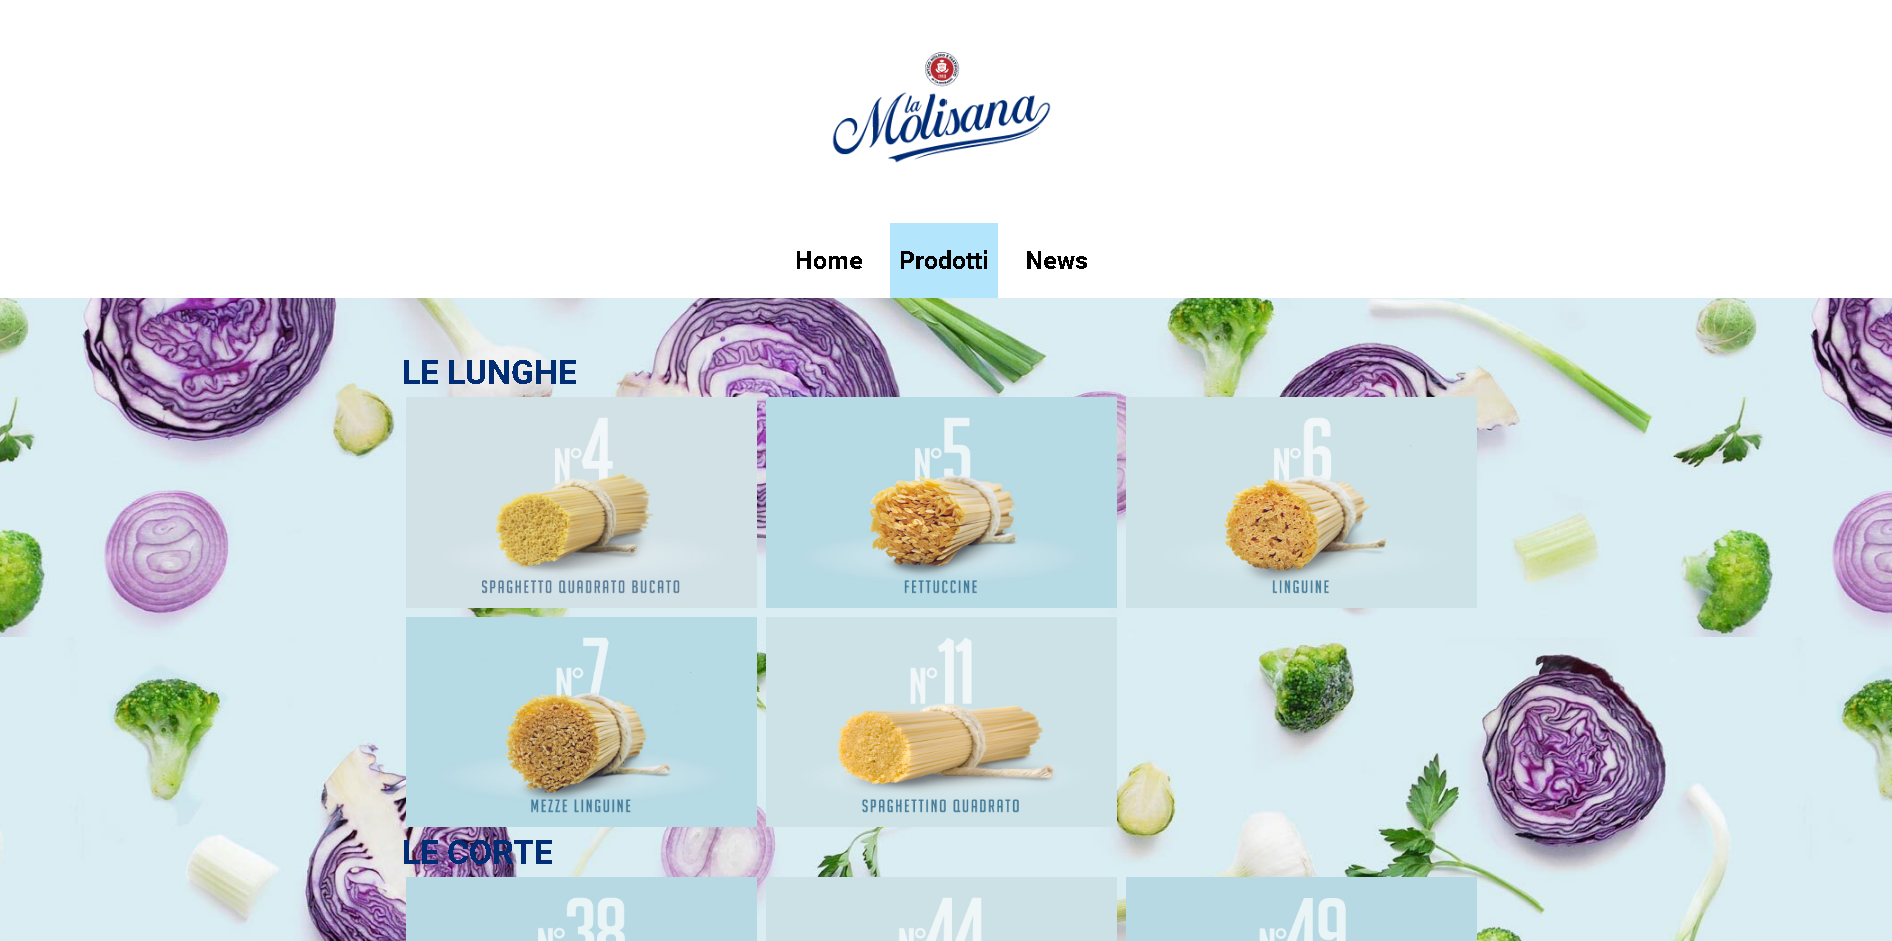 la
Molisana
Home Prodotti News
LE LUNGHE
N°4
SPAGHETTO QUADRATO BUCATO
N°5
FETTUCCINE
N°6
LINGUINE
N°7
MEZZE LINGUINE
N°11
SPAGHETTINO QUADRATO
LE CORTE
N°38
N°44
N°49